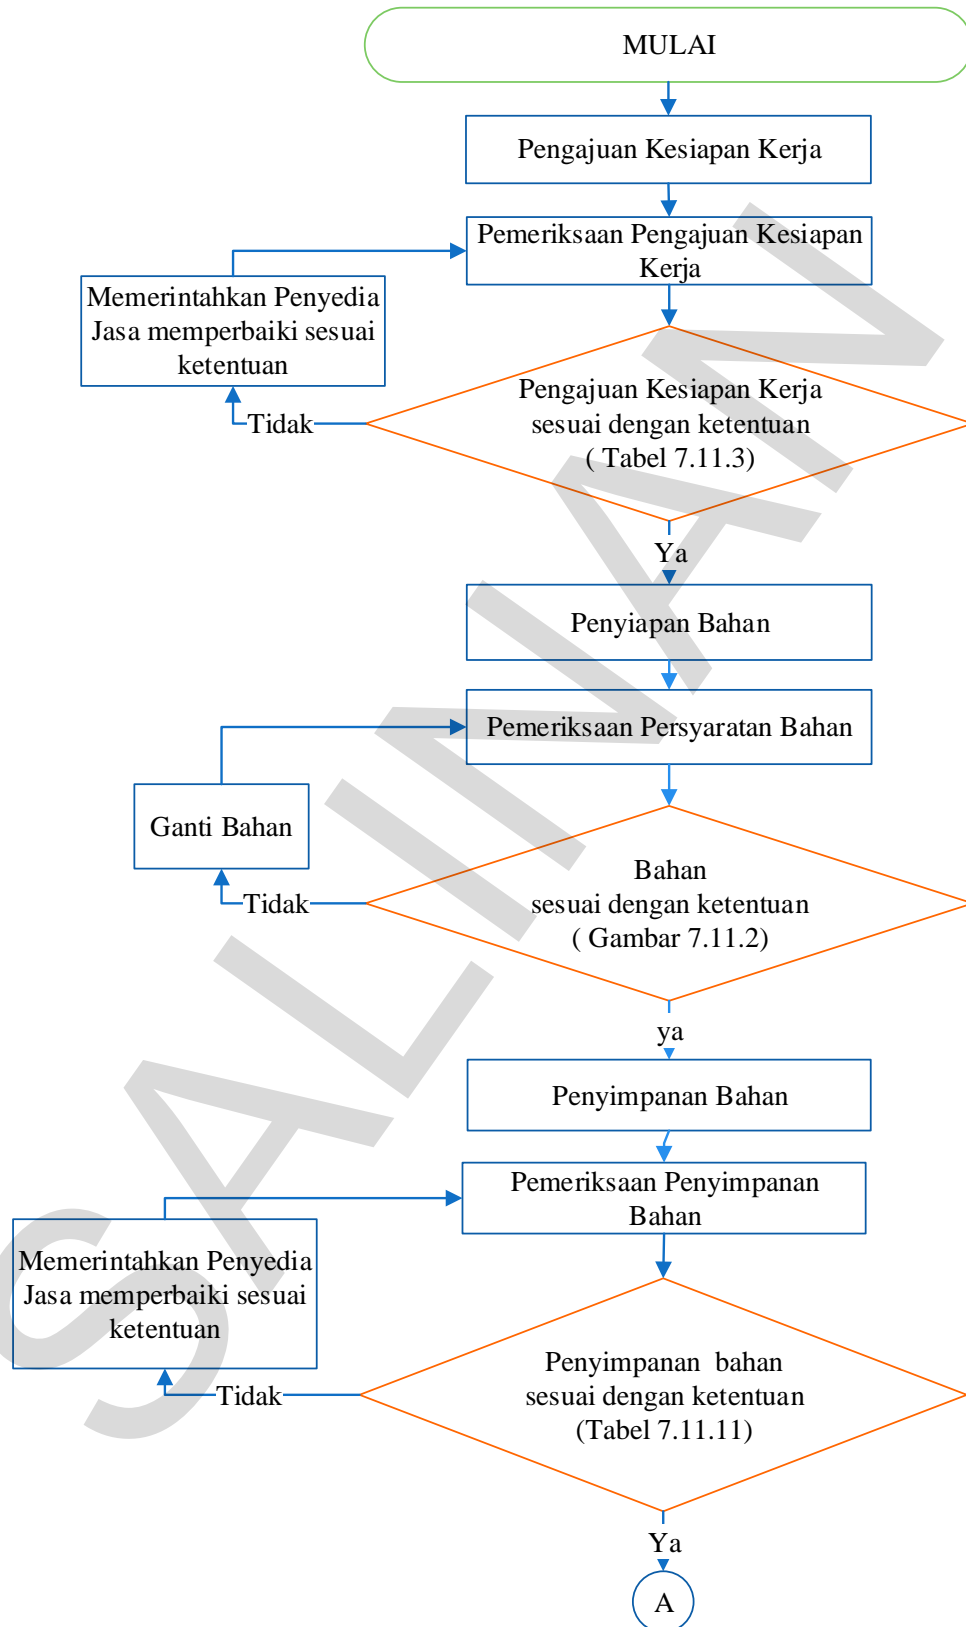 MULAI
Pengajuan Kesiapan Kerja
Pemeriksaan Pengajuan Kesiapan
Kerja
Memerintahkan Penyedia
Jasa memperbaiki sesuai
ketentuan
Pengajuan Kesiapan Kerja
sesuai dengan ketentuan
( Tabel 7.11.3)
Tidak
Ya
Penyiapan Bahan
Pemeriksaan Persyaratan Bahan
Ganti Bahan
Bahan
sesuai dengan ketentuan
( Gambar 7.11.2)
Tidak
ya
Penyimpanan Bahan
Pemeriksaan Penyimpanan
Bahan
Memerintahkan Penyedia
Jasa memperbaiki sesuai
ketentuan
Penyimpanan  bahan
sesuai dengan ketentuan
(Tabel 7.11.11)
Tidak
Ya
A
SALINAN